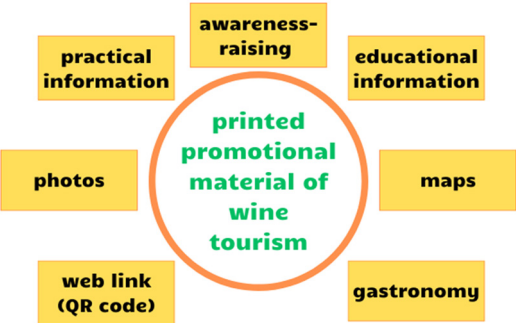 awareness-
raising
practical
information
educational
information
printed
promotional
material of
wine
tourism
photos
maps
web link
(QR code)
gastronomy